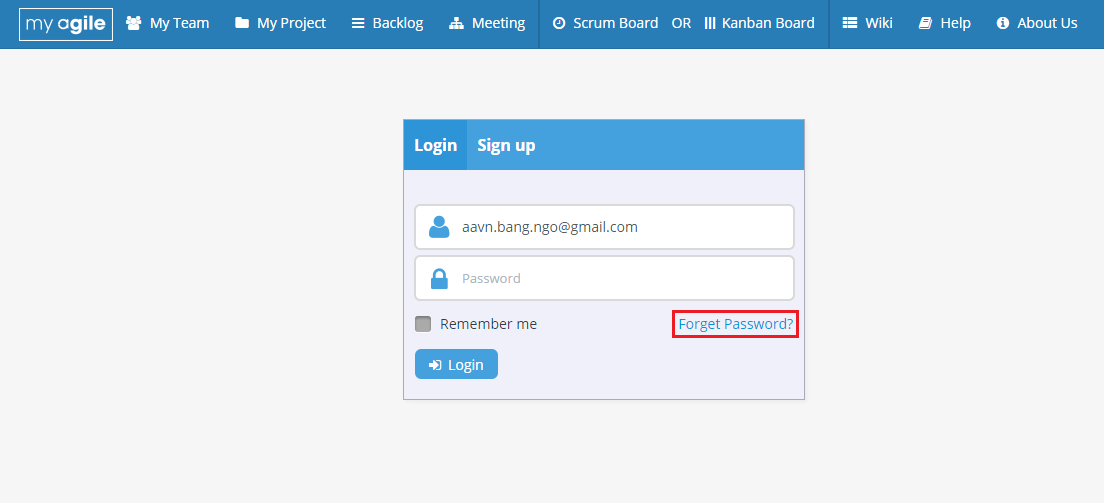 my agile My Team My Project Backlog Meeting Scrum Board OR Kanban Board Wiki Help About Us
Login Sign up
aavn.bang.ngo@gmail.com
Password
Remember me Forget Password?
Login